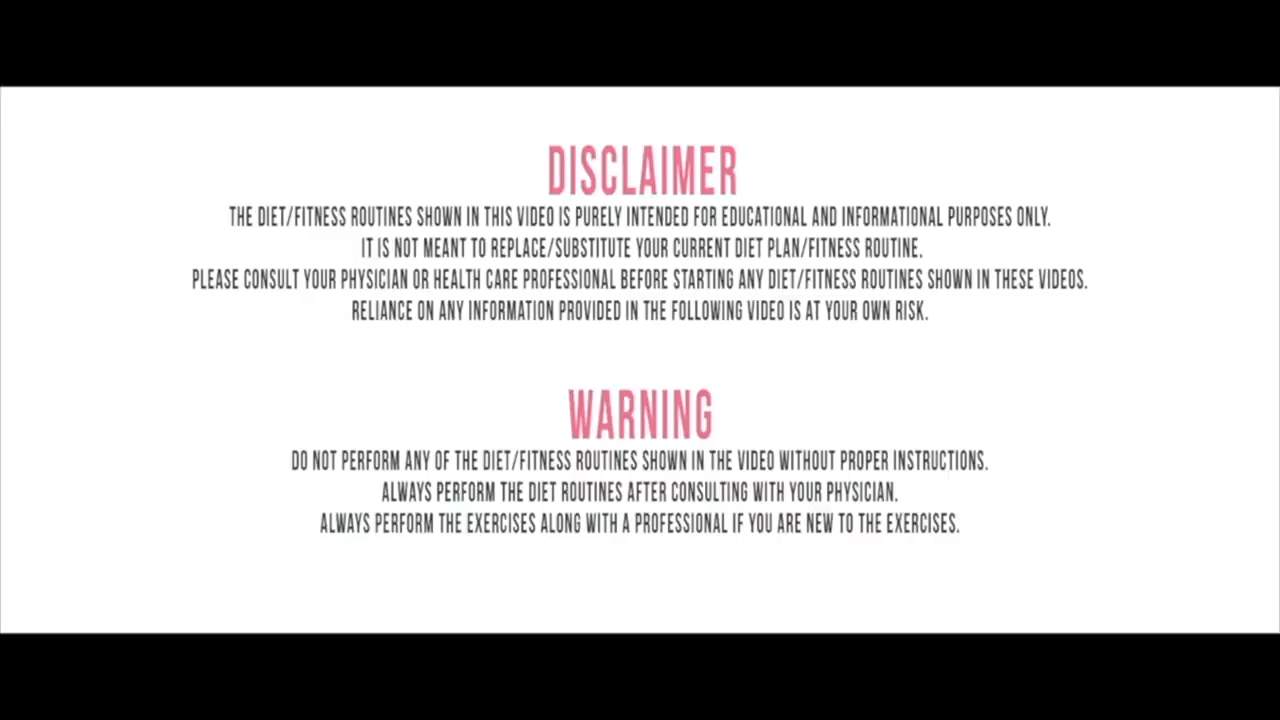 DISCLAIMER
THE DIET/FITNESS ROUTINES SHOWN IN THIS VIDEO IS PURELY INTENDED FOR EDUCATIONAL AND INFORMATIONAL PURPOSES ONLY.
IT IS NOT MEANT TO REPLACE/SUBSTITUTE YOUR CURRENT DIET PLAN/FITNESS ROUTINE.
PLEASE CONSULT YOUR PHYSICIAN OR HEALTH CARE PROFESSIONAL BEFORE STARTING ANY DIET/FITNESS ROUTINES SHOWN IN THESE VIDEOS.
RELIANCE ON ANY INFORMATION PROVIDED IN THE FOLLOWING VIDEO IS AT YOUR OWN RISK.
WARNING
DO NOT PERFORM ANY OF THE DIET/FITNESS ROUTINES SHOWN IN THE VIDEO WITHOUT PROPER INSTRUCTIONS.
ALWAYS PERFORM THE DIET ROUTINES AFTER CONSULTING WITH YOUR PHYSICIAN.
ALWAYS PERFORM THE EXERCISES ALONG WITH A PROFESSIONAL IF YOU ARE NEW TO THE EXERCISES.